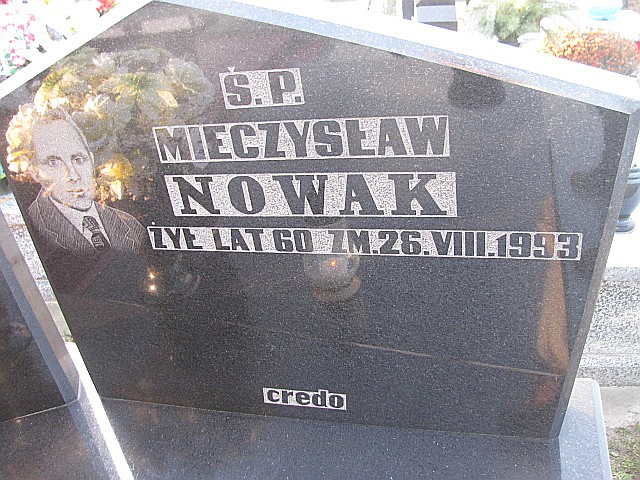 Ś. P.
MIECZYSŁAW
NOWAK
ŻYŁ LAT 60 ZM.26.VIII.1993
credo